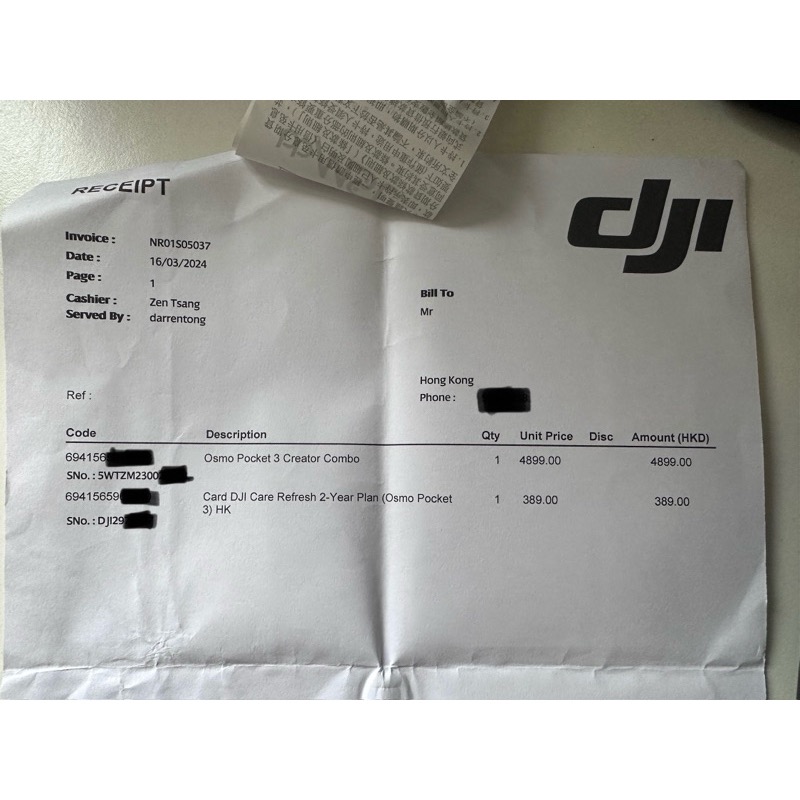 RECEIPT
dji
Invoice : NR01S05037
Date : 16/03/2024
Page : 1
Cashier : Zen Tsang
Served By : darrentong
Bill To
Mr
Hong Kong
Phone :
Ref :
Code Description Qty Unit Price Disc Amount (HKD)
694156 Osmo Pocket 3 Creator Combo 1 4899.00 4899.00
SNo. : 5WTZM2300
69415659 Card DJI Care Refresh 2-Year Plan (Osmo Pocket 1 389.00 389.00
3) HK
SNo. : DJI29